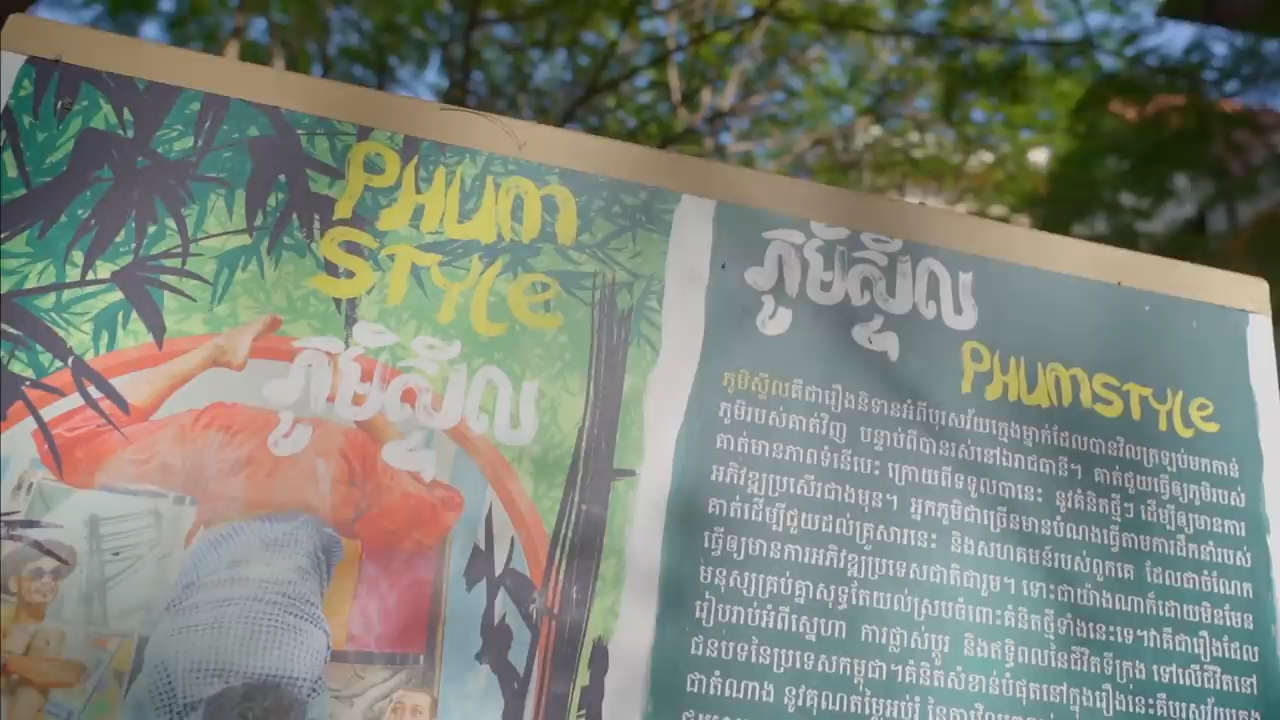 PHUM
STYLE
ភូមិស្ទីល
ភូមិស្ទីល
PHUMSTYLE
ភូមិស្ទីលគឺជារឿងនិទានអំពីបុរសវ័យក្មេងម្នាក់ដែលបានវិលត្រឡប់មកកាន់
ភូមិរបស់គាត់វិញ បន្ទាប់ពីបានរស់នៅឯរាជធានី។ គាត់ជួយធ្វើឲ្យភូមិរបស់
គាត់មានភាពទំនើបេះ ក្រោយពីទទួលបានេះ នូវគំនិតថ្មីៗ ដើម្បីឲ្យមានការ
អភិវឌ្ឍប្រសើរជាងមុន។ អ្នកភូមិជាច្រើនមានបំណងធ្វើតាមការដឹកនាំរបស់
គាត់ដើម្បីជួយដល់គ្រួសារនេះ និងសហគមន៍របស់ពួកគេ ដែលជាចំណែក
ធ្វើឲ្យមានការអភិវឌ្ឍប្រទេសជាតិជារួម។ ទោះជាយ៉ាងណាក៏ដោយមិនមែន
មនុស្សគ្រប់គ្នាសុទ្ធតែយល់ស្របចំពោះគំនិតថ្មីទាំងនេះទេ។វាគឺជារឿងដែល
រៀបរាប់អំពីស្នេហា ការផ្លាស់ប្តូរ និងឥទ្ធិពលនៃជីវិតទីក្រុង ទៅលើជីវិតនៅ
ជនបទនៃប្រទេសកម្ពុជា។គំនិតសំខាន់បំផុតនៅក្នុងរឿងនេះគឺបុរសវ័យក្មេង
ជាតំណាង នូវគុណតម្លៃអប់រំ